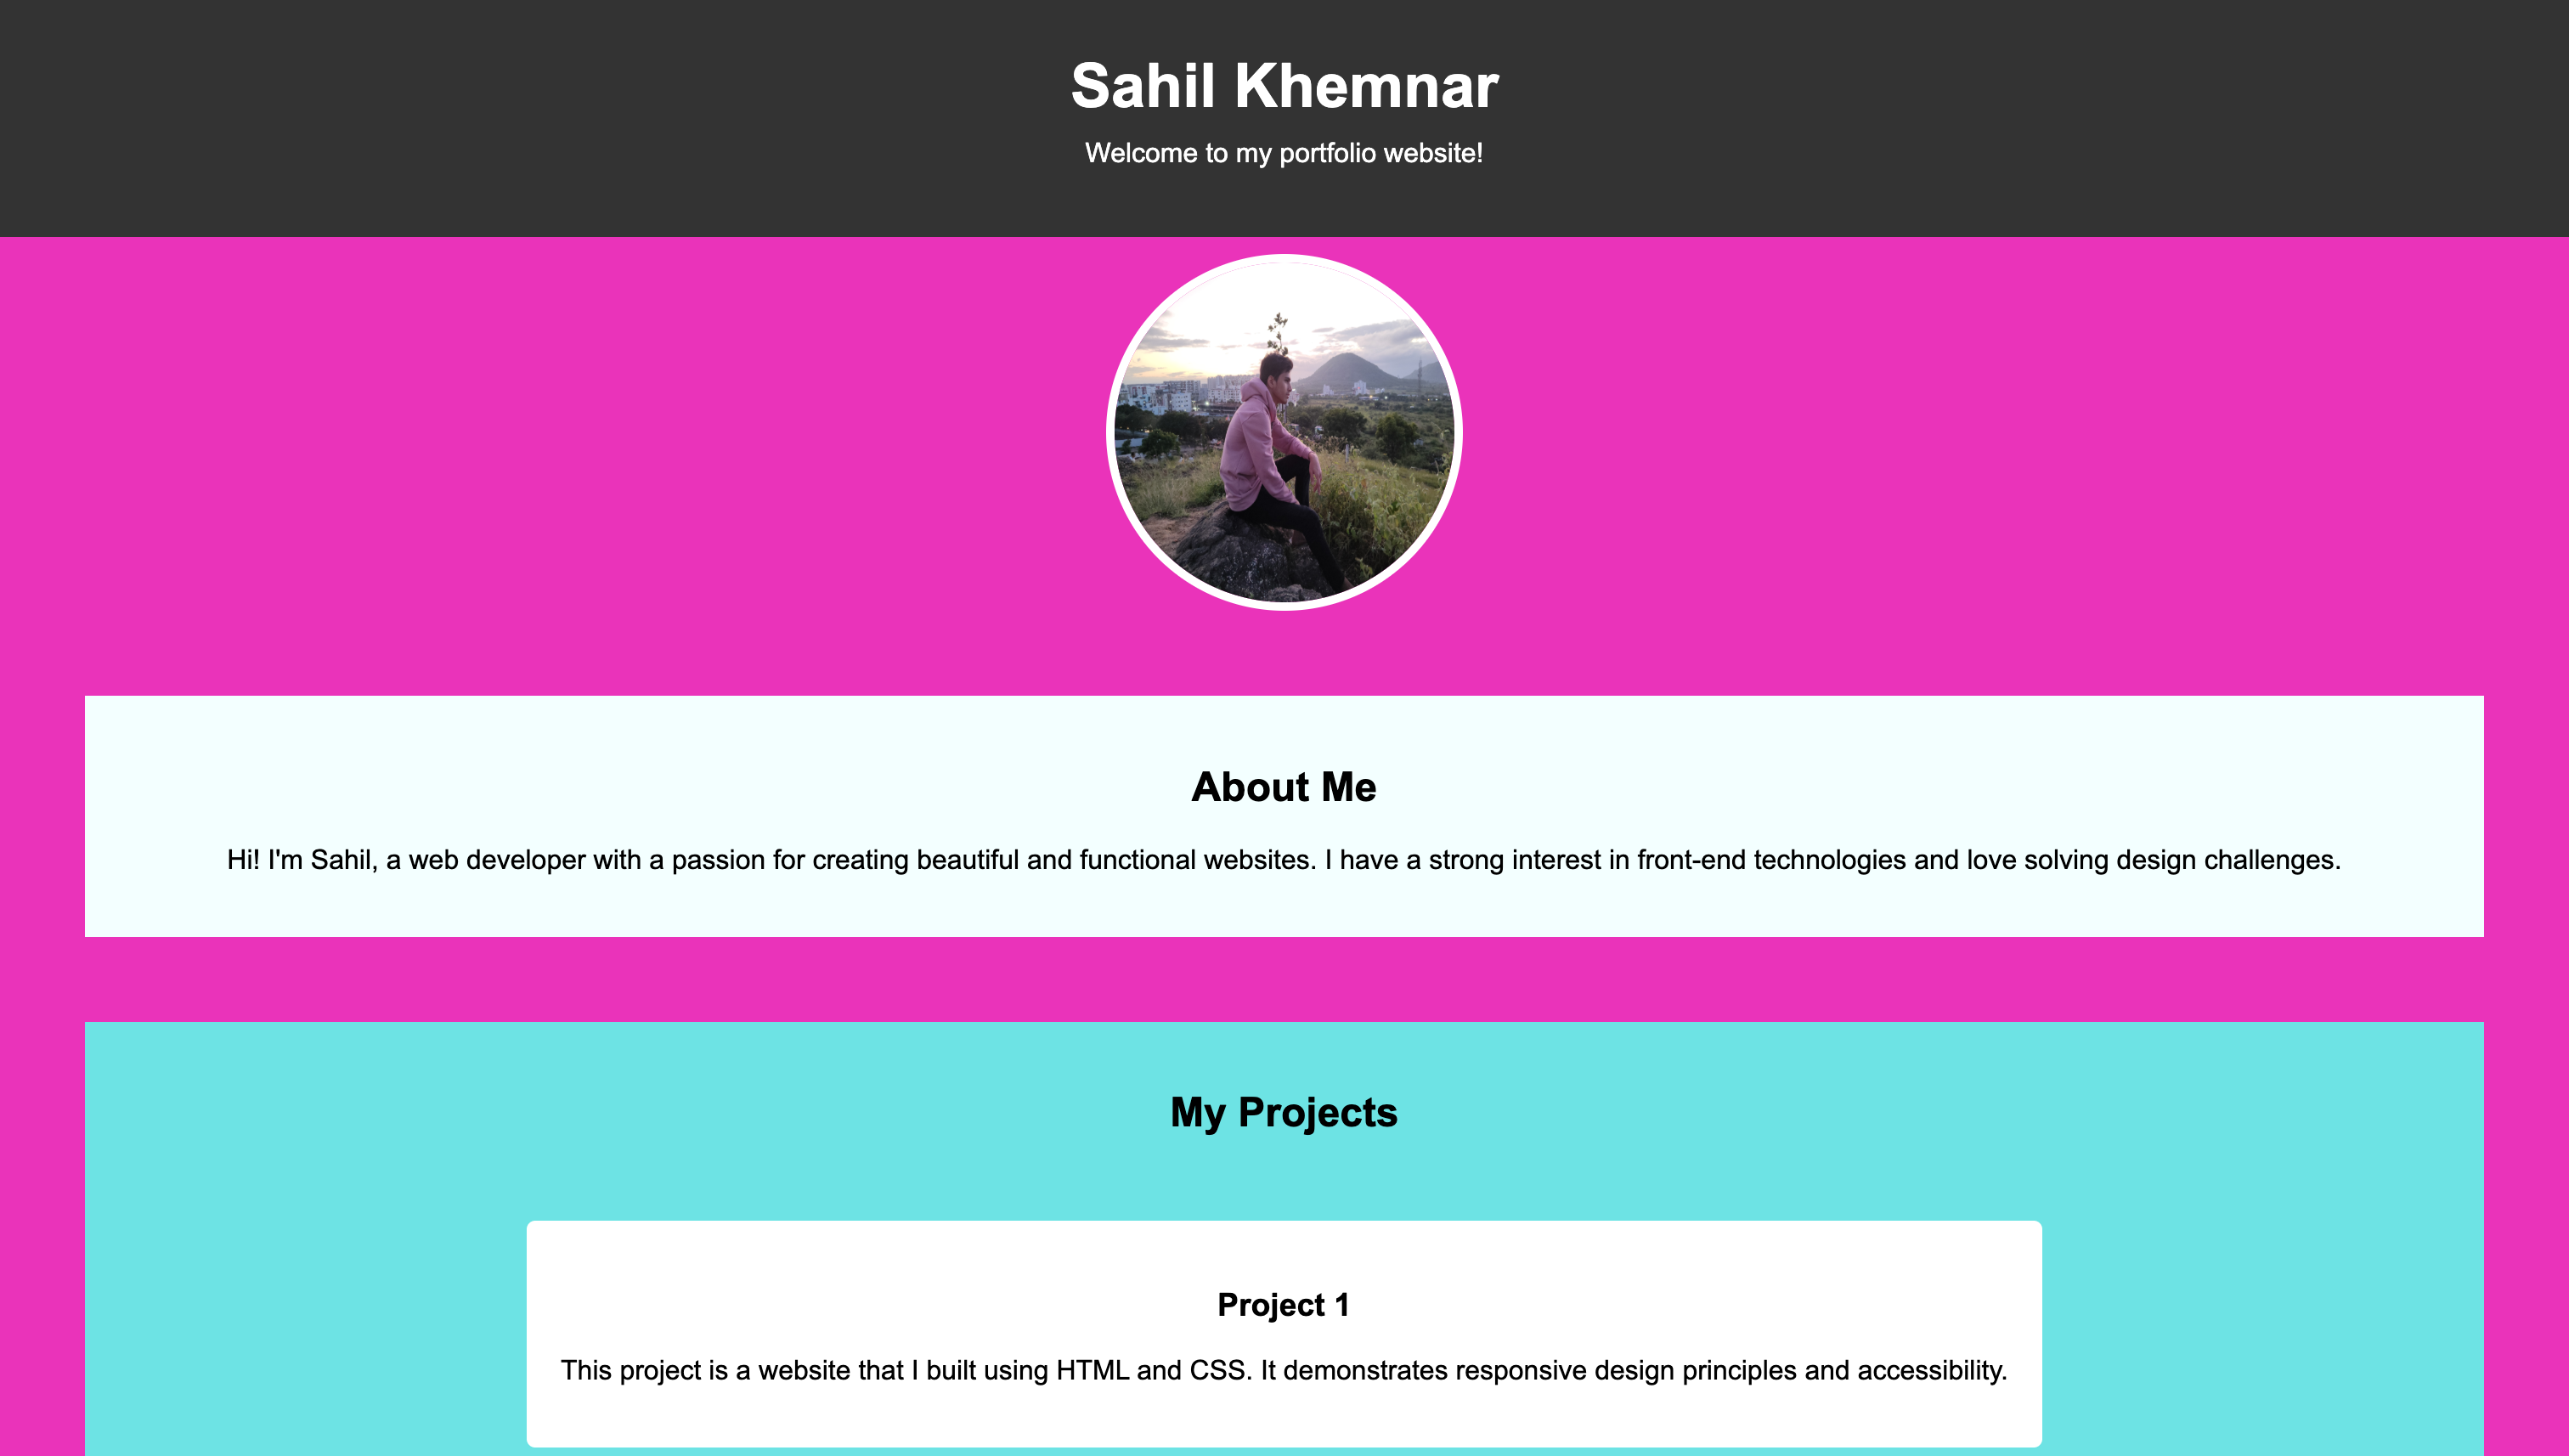 Sahil Khemnar
Welcome to my portfolio website!
About Me
Hi! I'm Sahil, a web developer with a passion for creating beautiful and functional websites. I have a strong interest in front-end technologies and love solving design challenges.
My Projects
Project 1
This project is a website that I built using HTML and CSS. It demonstrates responsive design principles and accessibility.